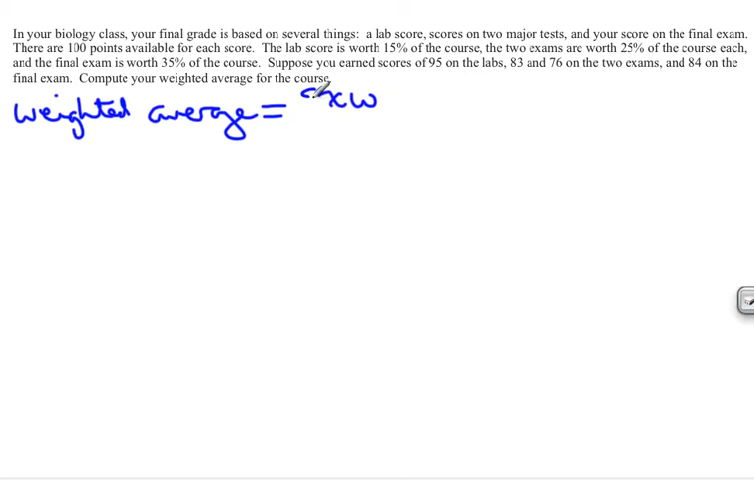 In your biology class, your final grade is based on several things: a lab score, scores on two major tests, and your score on the final exam.
There are 100 points available for each score. The lab score is worth 15% of the course, the two exams are worth 25% of the course each,
and the final exam is worth 35% of the course. Suppose you earned scores of 95 on the labs, 83 and 76 on the two exams, and 84 on the
final exam. Compute your weighted average for the course.
weighted average = xw